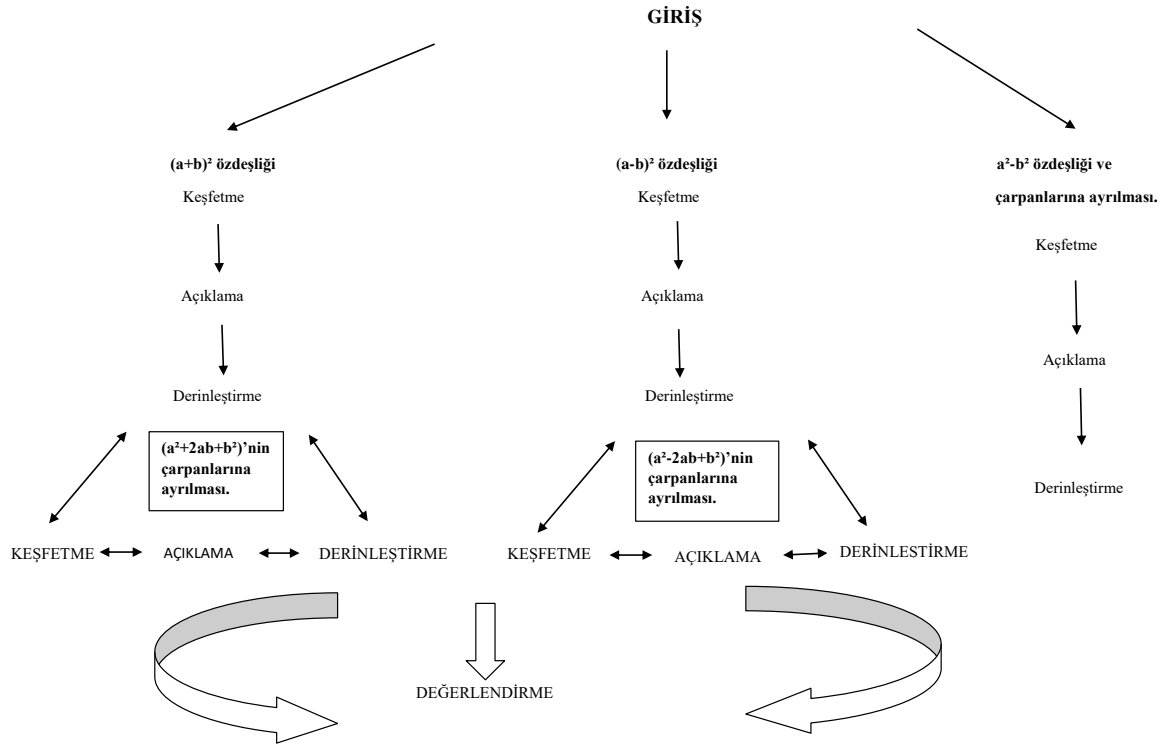 GİRİŞ
(a+b)² özdeşliği
Keşfetme
Açıklama
Derinleştirme
(a²+2ab+b²)’nin
çarpanlarına
ayrılması.
KEŞFETME
AÇIKLAMA
DERİNLEŞTİRME
(a-b)² özdeşliği
Keşfetme
Açıklama
Derinleştirme
(a²-2ab+b²)’nin
çarpanlarına
ayrılması.
KEŞFETME
AÇIKLAMA
DERİNLESTİRME
a²-b² özdeşliği ve
çarpanlarına ayrılması.
Keşfetme
Açıklama
Derinleştirme
DEĞERLENDİRME